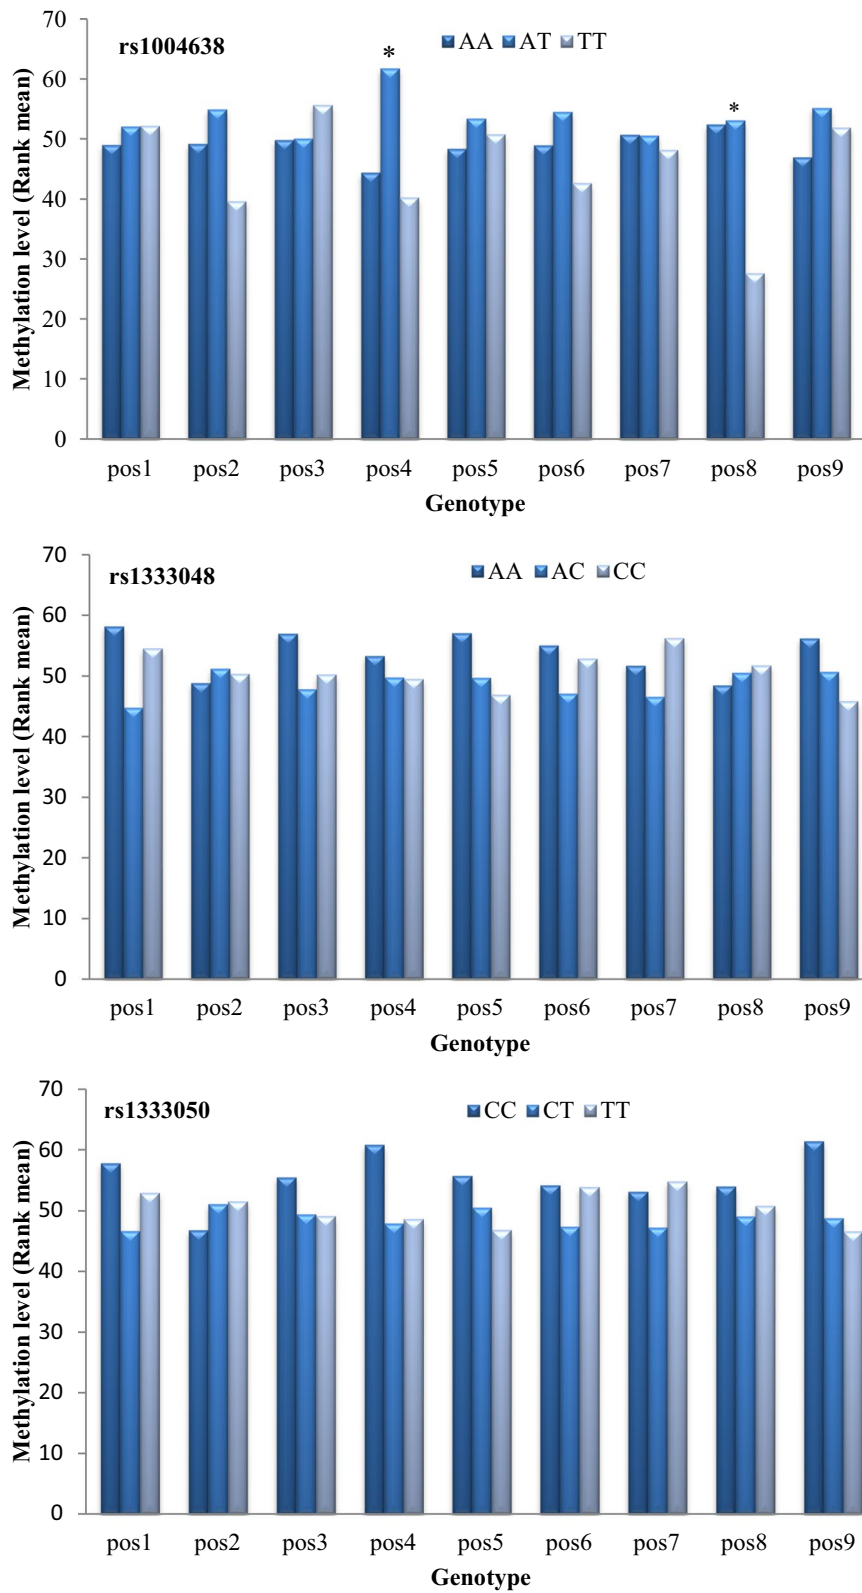 70
rs1004638
AA AT TT
60
50
40
30
20
10
0
*
*
Methylation level (Rank mean)
pos1 pos2 pos3 pos4 pos5 pos6 pos7 pos8 pos9
Genotype
70
rs1333048
AA AC CC
60
50
40
30
20
10
0
Methylation level (Rank mean)
pos1 pos2 pos3 pos4 pos5 pos6 pos7 pos8 pos9
Genotype
70
rs1333050
CC CT TT
60
50
40
30
20
10
0
Methylation level (Rank mean)
pos1 pos2 pos3 pos4 pos5 pos6 pos7 pos8 pos9
Genotype